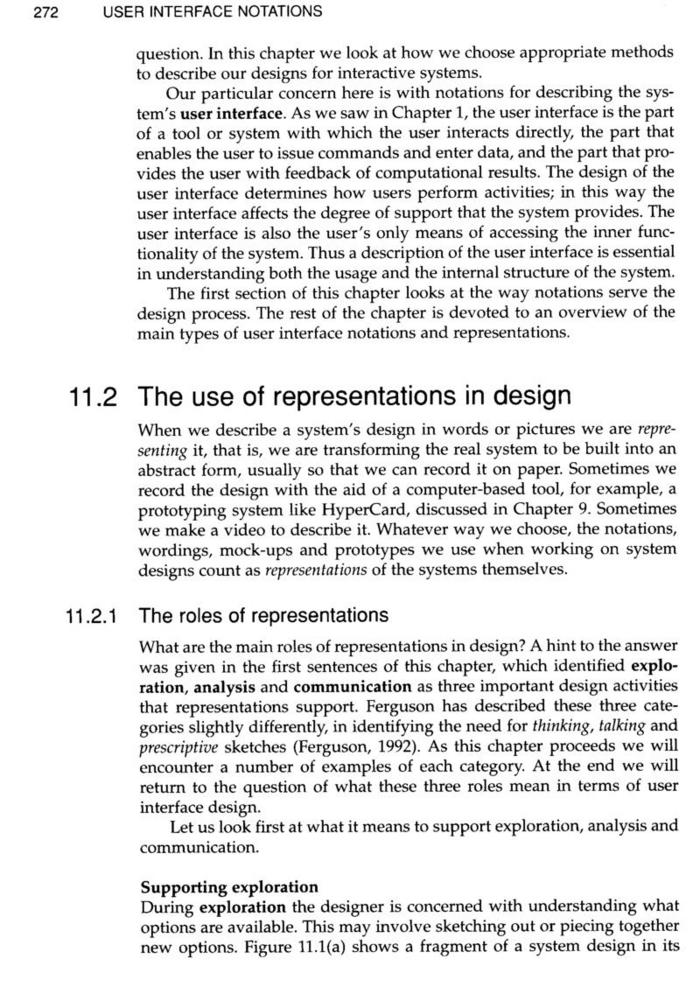 272 USER INTERFACE NOTATIONS
question. In this chapter we look at how we choose appropriate methods
to describe our designs for interactive systems.
Our particular concern here is with notations for describing the sys-
tem's user interface. As we saw in Chapter 1, the user interface is the part
of a tool or system with which the user interacts directly, the part that
enables the user to issue commands and enter data, and the part that pro-
vides the user with feedback of computational results. The design of the
user interface determines how users perform activities; in this way the
user interface affects the degree of support that the system provides. The
user interface is also the user's only means of accessing the inner func-
tionality of the system. Thus a description of the user interface is essential
in understanding both the usage and the internal structure of the system.
The first section of this chapter looks at the way notations serve the
design process. The rest of the chapter is devoted to an overview of the
main types of user interface notations and representations.
11.2 The use of representations in design
When we describe a system's design in words or pictures we are repre-
senting it, that is, we are transforming the real system to be built into an
abstract form, usually so that we can record it on paper. Sometimes we
record the design with the aid of a computer-based tool, for example, a
prototyping system like HyperCard, discussed in Chapter 9. Sometimes
we make a video to describe it. Whatever way we choose, the notations,
wordings, mock-ups and prototypes we use when working on system
designs count as representations of the systems themselves.
11.2.1 The roles of representations
What are the main roles of representations in design? A hint to the answer
was given in the first sentences of this chapter, which identified explo-
ration, analysis and communication as three important design activities
that representations support. Ferguson has described these three cate-
gories slightly differently, in identifying the need for thinking, talking and
prescriptive sketches (Ferguson, 1992). As this chapter proceeds we will
encounter a number of examples of each category. At the end we will
return to the question of what these three roles mean in terms of user
interface design.
Let us look first at what it means to support exploration, analysis and
communication.
Supporting exploration
During exploration the designer is concerned with understanding what
options are available. This may involve sketching out or piecing together
new options. Figure 11.1(a) shows a fragment of a system design in its